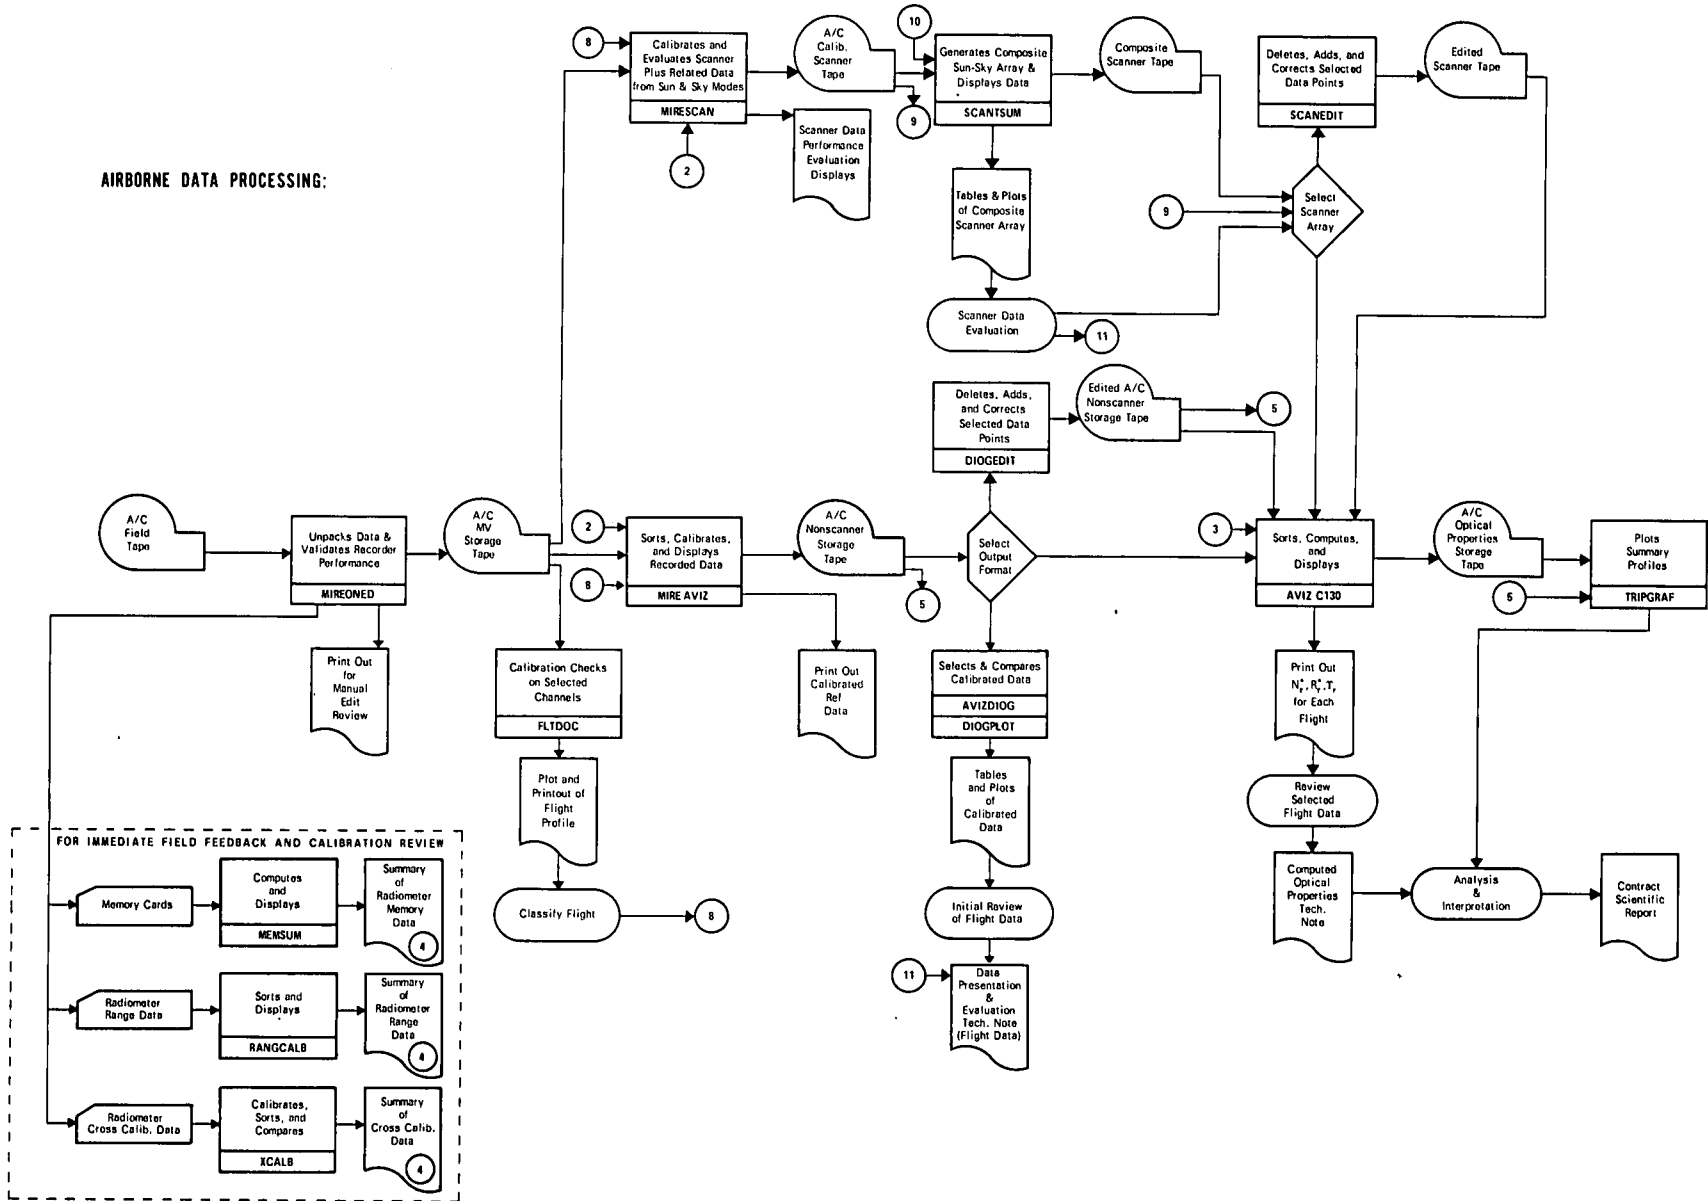 AIRBORNE DATA PROCESSING:
8
Calibrates and
Evaluates Scanner
Plus Related Data
from Sun & Sky Modes
MIRESCAN
2
A/C
Calib.
Scanner
Tape
9
Scanner Data
Performance
Evaluation
Displays
10
Generates Composite
Sun-Sky Array &
Displays Data
SCANTSUM
Composite
Scanner Tape
Tables & Plots
of Composite
Scanner Array
Scanner Data
Evaluation
11
Deletes, Adds, and
Corrects Selected
Data Points
SCANEDIT
Edited
Scanner Tape
9
Select
Scanner
Array
Deletes, Adds,
and Corrects
Selected Data
Points
DIOGEDIT
Edited A/C
Nonscanner
Storage Tape
5
A/C
Field
Tape
Unpacks Data &
Validates Recorder
Performance
MIREONED
A/C
MV
Storage
Tape
2
Sorts, Calibrates,
and Displays
Recorded Data
MIRE AVIZ
8
A/C
Nonscanner
Storage
Tape
5
Select
Output
Format
3
Sorts, Computes,
and
Displays
AVIZ C130
A/C
Optical
Properties
Storage
Tape
Plots
Summary
Profiles
TRIPGRAF
6
Print Out
for
Manual
Edit
Review
Calibration Checks
on Selected
Channels
FLTDOC
Print Out
Calibrated
Ref
Data
Selects & Compares
Calibrated Data
AVIZDIOG
DIOGPLOT
Print Out
N*r, R*r, Tr
for Each
Flight
Plot and
Printout of
Flight
Profile
Tables
and Plots
of
Calibrated
Data
Review
Selected
Flight Data
Classify Flight
8
Initial Review
of Flight Data
Computed
Optical
Properties
Tech.
Note
Analysis
&
Interpretation
Contract
Scientific
Report
11
Data
Presentation
&
Evaluation
Tech. Note
(Flight Data)
FOR IMMEDIATE FIELD FEEDBACK AND CALIBRATION REVIEW
Memory Cards
Computes
and
Displays
MEMSUM
Summary
of
Radiometer
Memory
Data
4
Radiometer
Range Data
Sorts and
Displays
RANGCALB
Summary
of
Radiometer
Range
Data
4
Radiometer
Cross Calib. Data
Calibrates,
Sorts, and
Compares
XCALB
Summary
of
Cross Calib.
Data
4